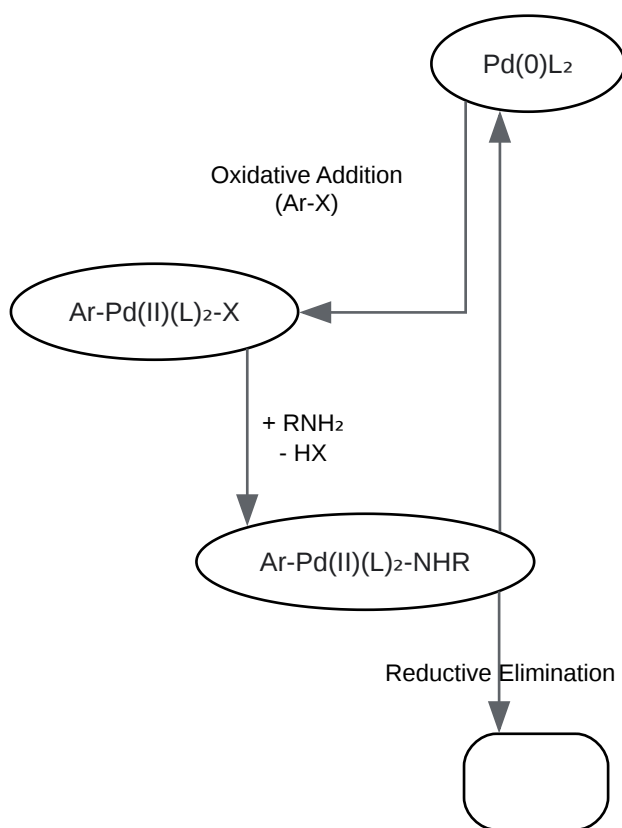 Pd(0)L₂
Oxidative Addition
(Ar-X)
Ar-Pd(II)(L)₂-X
+ RNH₂
- HX
Ar-Pd(II)(L)₂-NHR
Reductive Elimination